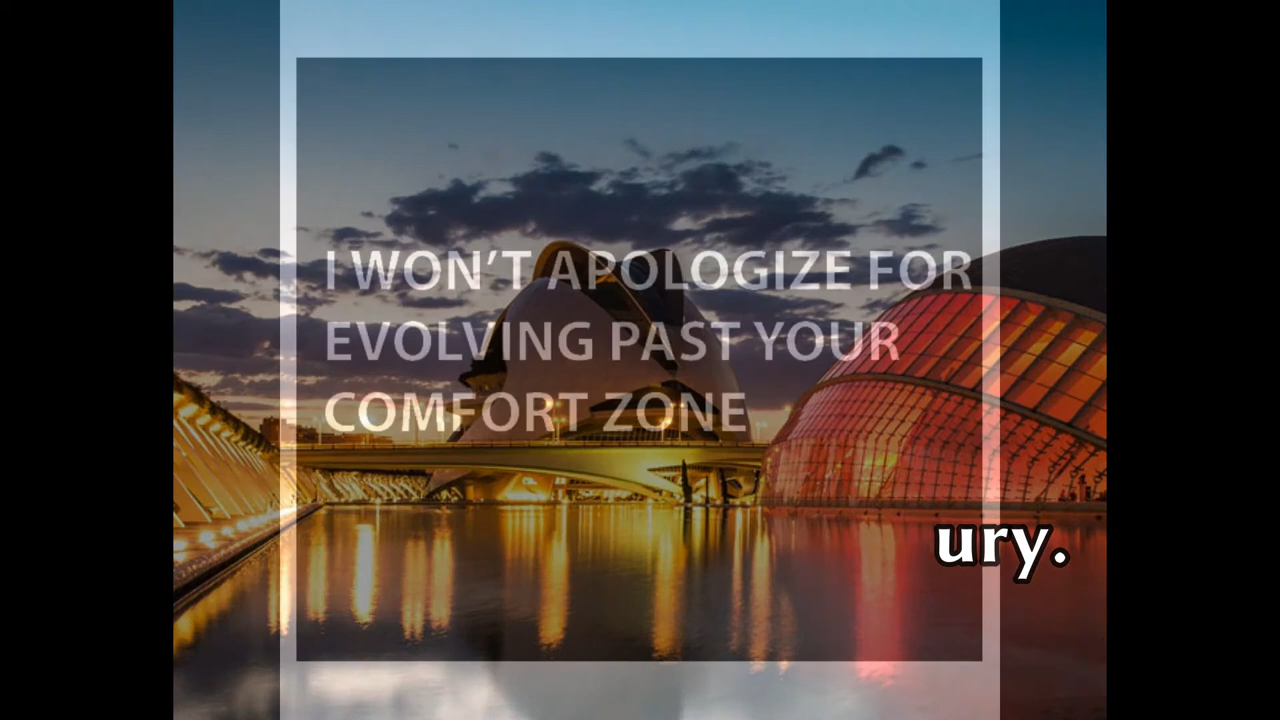 I WON'T APOLOGIZE FOR
EVOLVING PAST YOUR
COMFORT ZONE
ury.